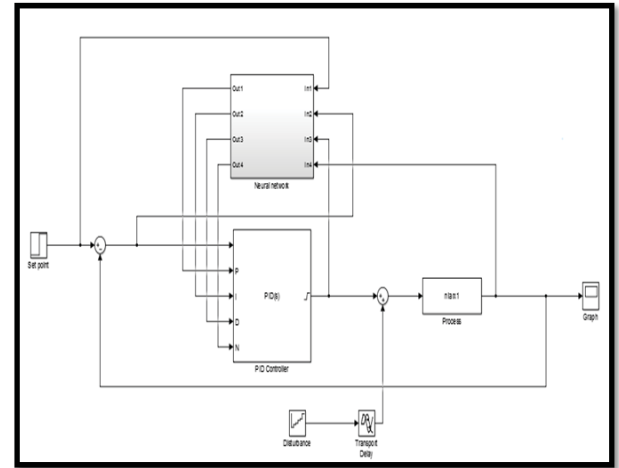 Out1
In1
Out2
In2
Out3
In3
Out4
In4
Neural network
Set point
P
I
D
N
PID(s)
PID Controller
Process
Graph
Disturbance
Transport
Delay